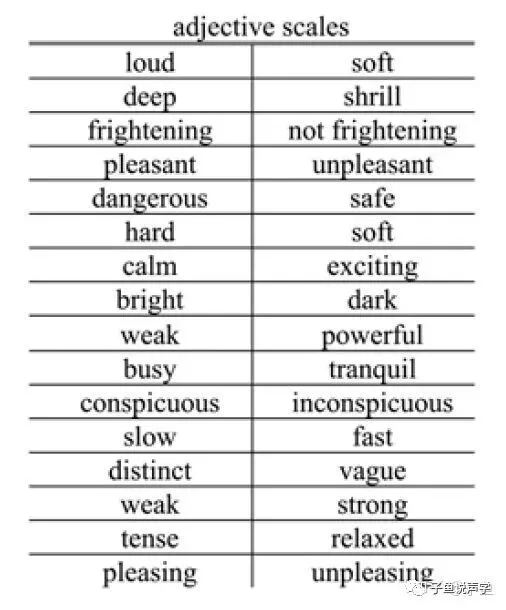 adjective scales
loud soft
deep shrill
frightening not frightening
pleasant unpleasant
dangerous safe
hard soft
calm exciting
bright dark
weak powerful
busy tranquil
conspicuous inconspicuous
slow fast
distinct vague
weak strong
tense relaxed
pleasing unpleasing
子鱼悦声学